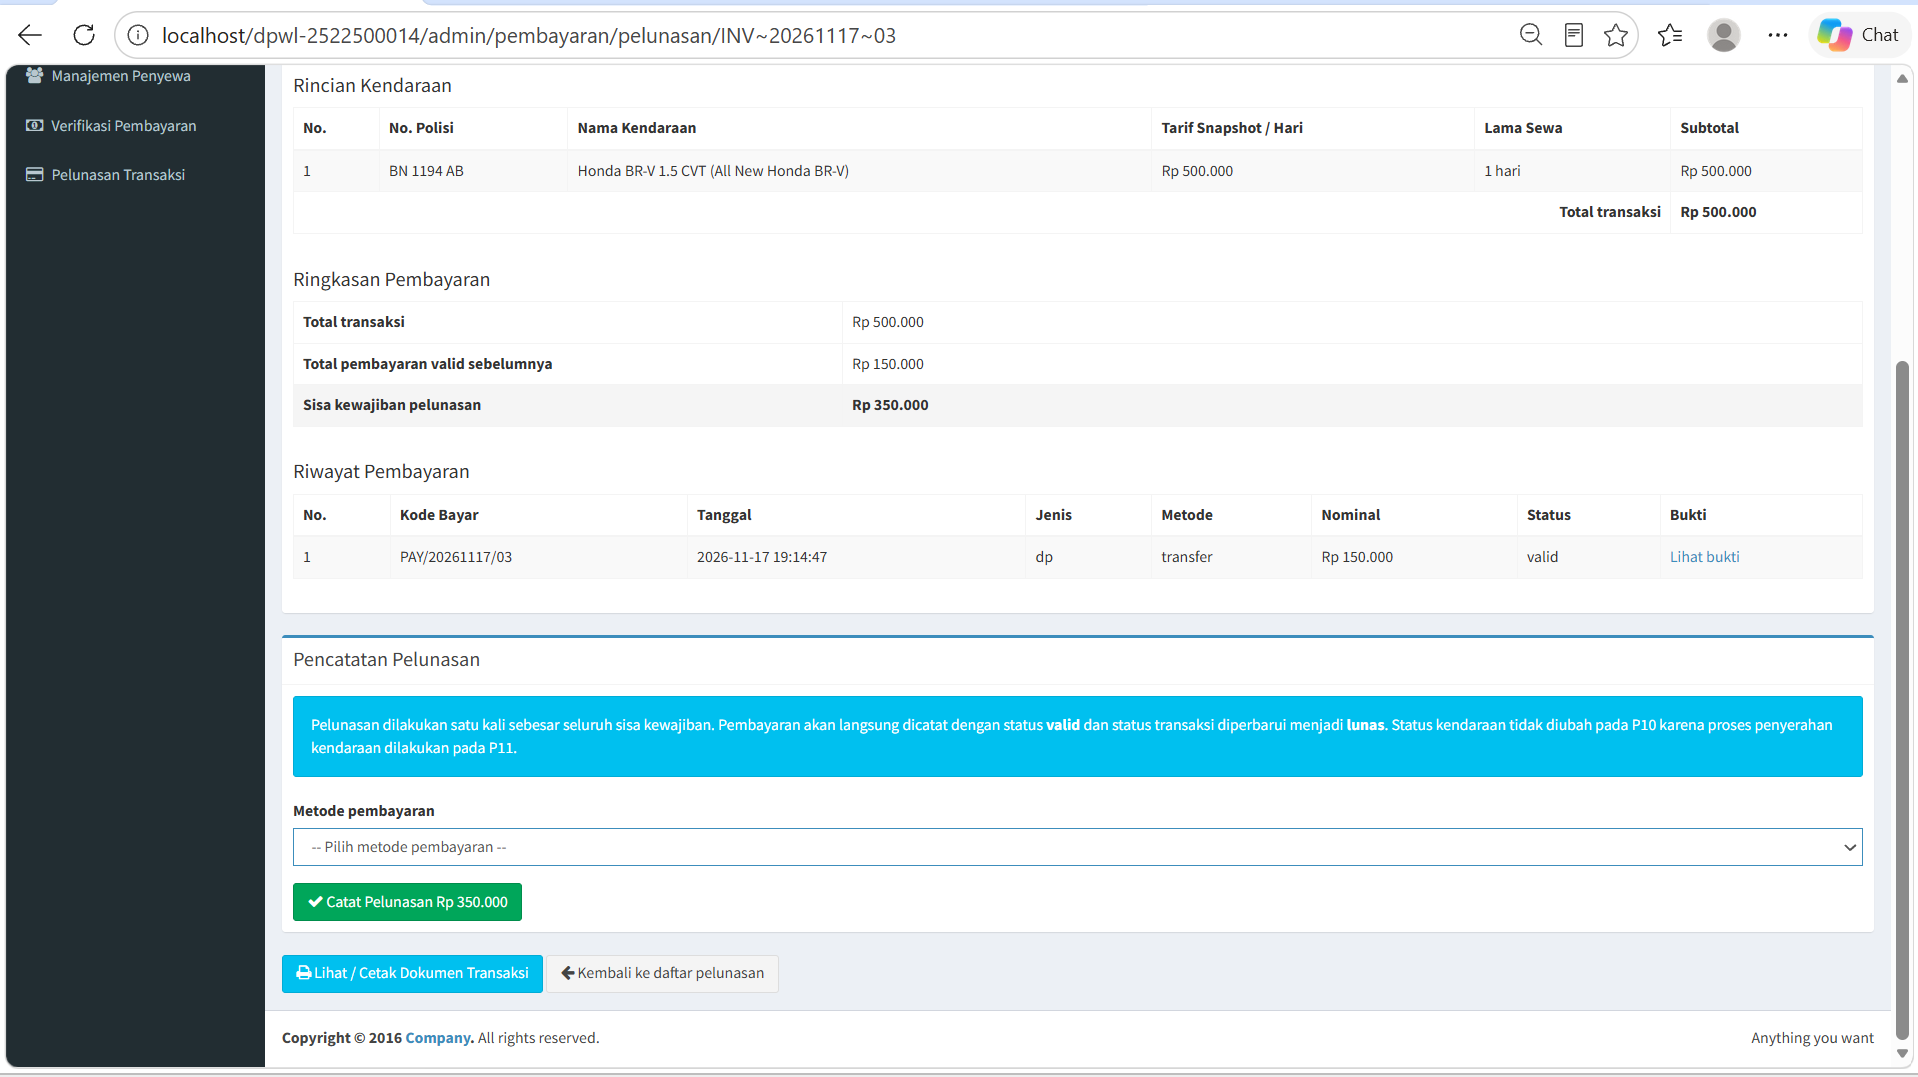 localhost/dpwl-2522500014/admin/pembayaran/pelunasan/INV~20261117~03
Chat
Manajemen Penyewa
Verifikasi Pembayaran
Pelunasan Transaksi
Rincian Kendaraan
No. No. Polisi Nama Kendaraan Tarif Snapshot / Hari Lama Sewa Subtotal
1 BN 1194 AB Honda BR-V 1.5 CVT (All New Honda BR-V) Rp 500.000 1 hari Rp 500.000
Total transaksi Rp 500.000
Ringkasan Pembayaran
Total transaksi Rp 500.000
Total pembayaran valid sebelumnya Rp 150.000
Sisa kewajiban pelunasan Rp 350.000
Riwayat Pembayaran
No. Kode Bayar Tanggal Jenis Metode Nominal Status Bukti
1 PAY/20261117/03 2026-11-17 19:14:47 dp transfer Rp 150.000 valid Lihat bukti
Pencatatan Pelunasan
Pelunasan dilakukan satu kali sebesar seluruh sisa kewajiban. Pembayaran akan langsung dicatat dengan status valid dan status transaksi diperbarui menjadi lunas. Status kendaraan tidak diubah pada P10 karena proses penyerahan
kendaraan dilakukan pada P11.
Metode pembayaran
-- Pilih metode pembayaran --
Catat Pelunasan Rp 350.000
Lihat / Cetak Dokumen Transaksi
Kembali ke daftar pelunasan
Copyright © 2016 Company. All rights reserved.
Anything you want